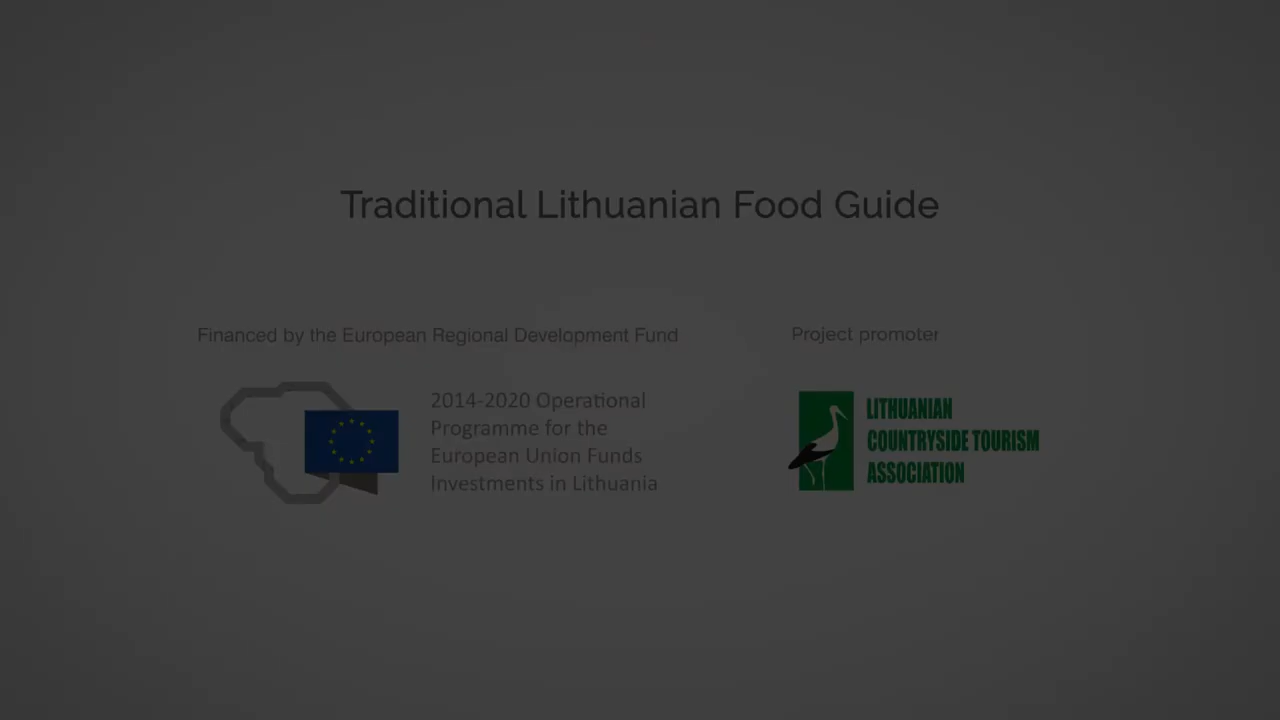 Traditional Lithuanian Food Guide
Financed by the European Regional Development Fund
2014-2020 Operational
Programme for the
European Union Funds
Investments in Lithuania
Project promoter
LITHUANIAN
COUNTRYSIDE TOURISM
ASSOCIATION